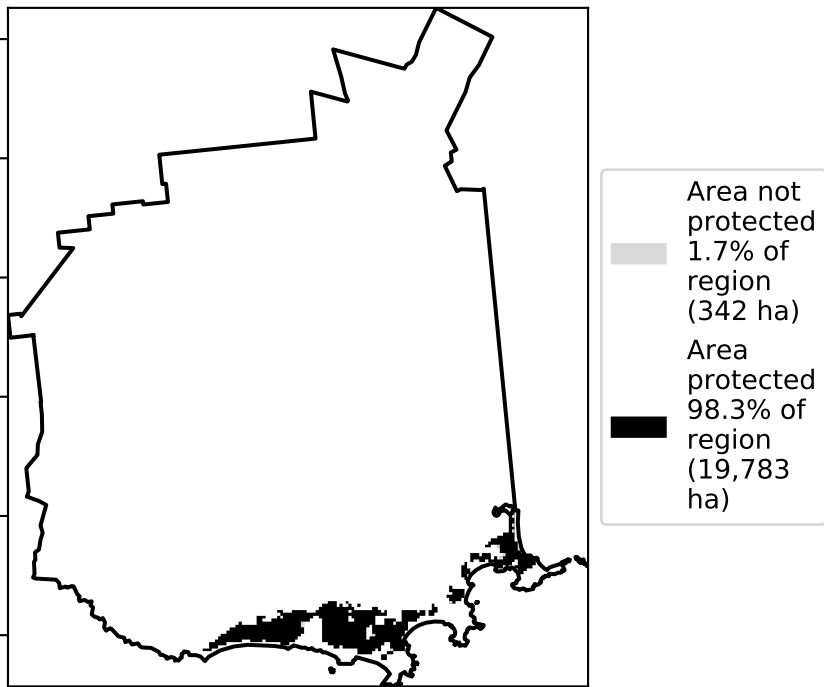 Area not
protected
1.7% of
region
(342 ha)
Area
protected
98.3% of
region
(19,783
ha)